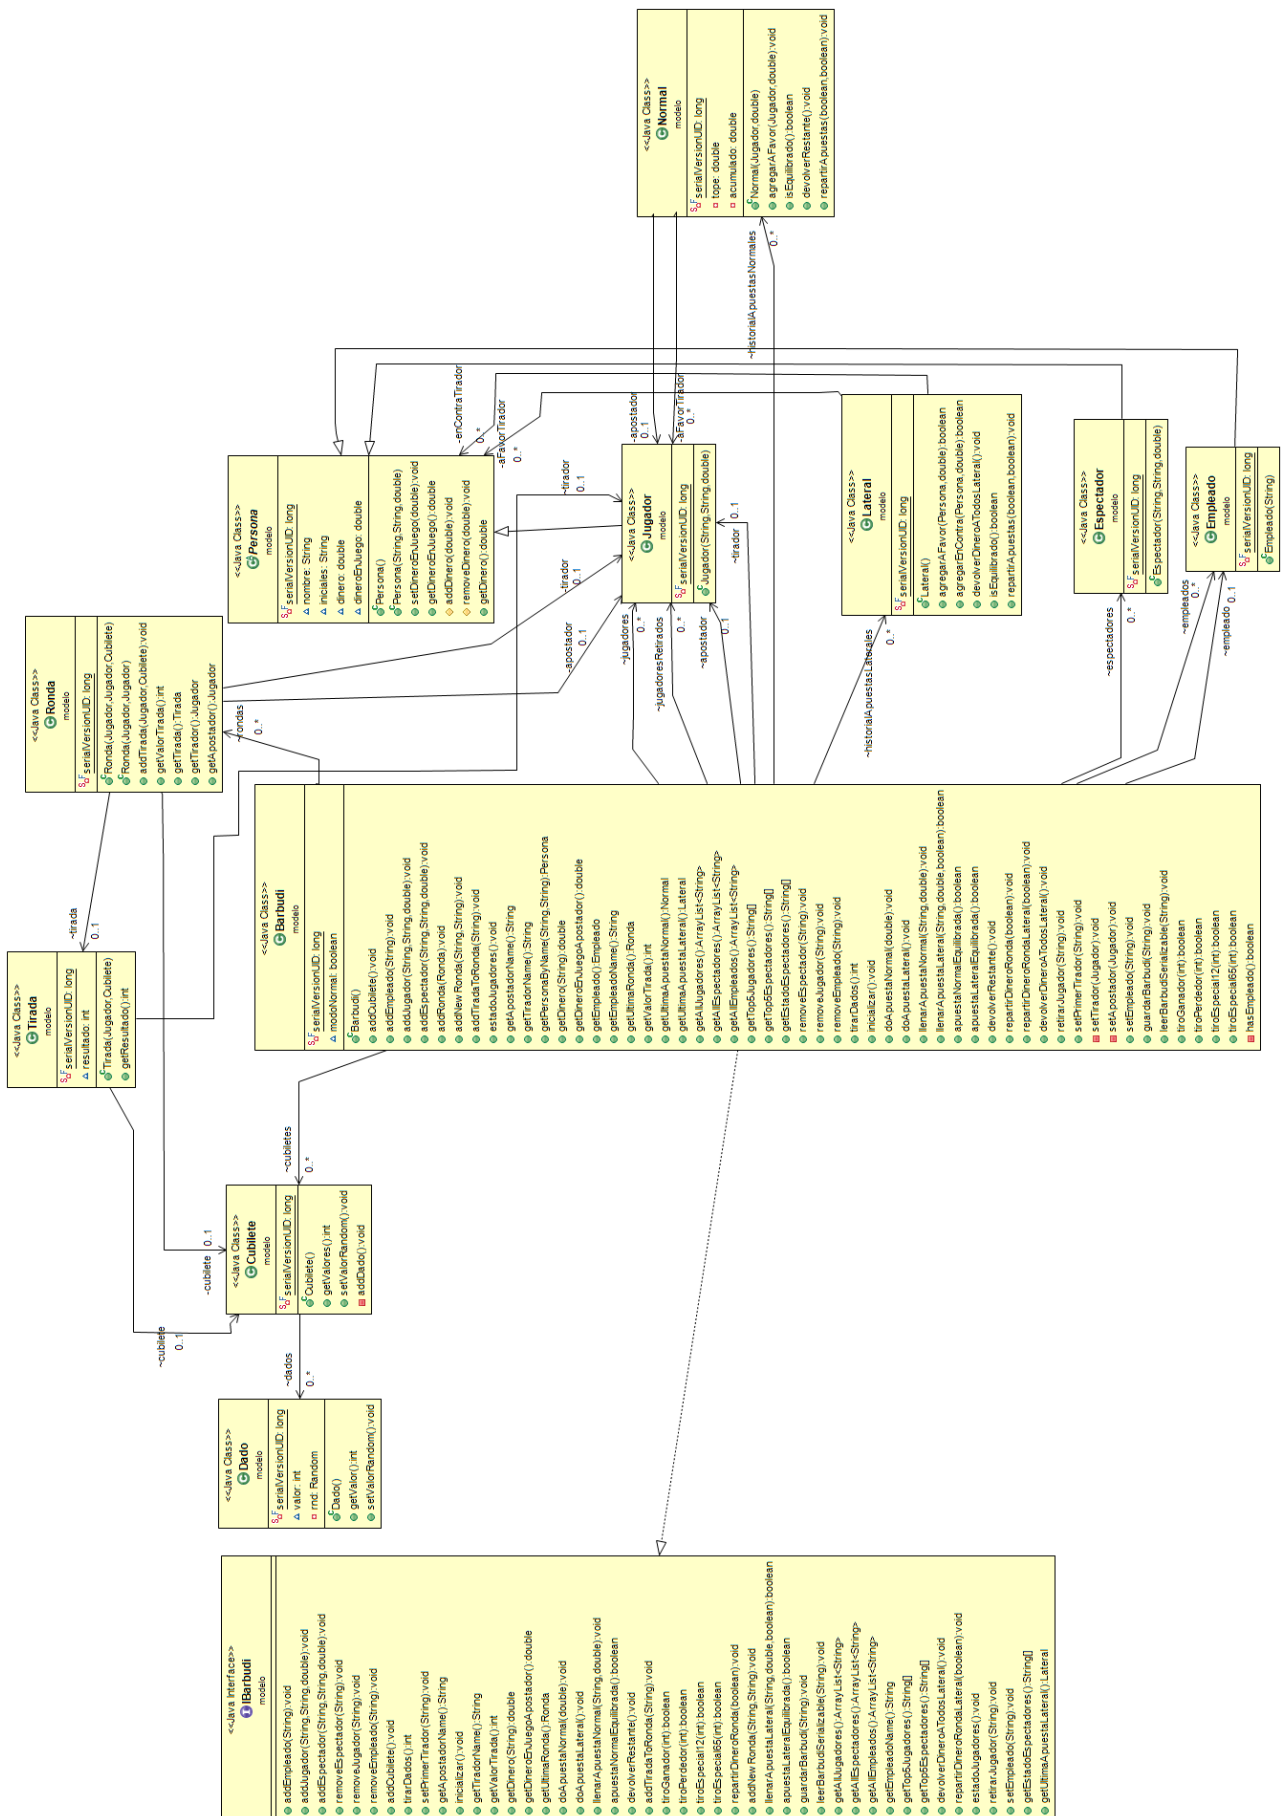 <<Java Class>>
Normal
modelo
serialVersionUID: long
tope: double
acumulado: double
Normal(Jugador,double)
agregarAFavor(Jugador,double):void
isEquilibrado():boolean
devolverRestante():void
repartirApuestas(boolean,boolean):void
~historialApuestasNormales
0..*
-apostador
0..1
-aFavorTirador
0..*
-enContraTirador
0..*
-aFavorTirador
0..*
<<Java Class>>
Persona
modelo
serialVersionUID: long
nombre: String
iniciales: String
dinero: double
dineroEnJuego: double
Persona()
Persona(String,String,double)
setDineroEnJuego(double):void
getDineroEnJuego():double
addDinero(double):void
removeDinero(double):void
getDinero():double
<<Java Class>>
Jugador
modelo
serialVersionUID: long
Jugador(String,String,double)
<<Java Class>>
Lateral
modelo
serialVersionUID: long
Lateral()
agregarAFavor(Persona,double):boolean
agregarEnContra(Persona,double):boolean
devolverDineroATodosLateral():void
isEquilibrado():boolean
repartirApuestas(boolean,boolean):void
<<Java Class>>
Espectador
modelo
serialVersionUID: long
Espectador(String,String,double)
<<Java Class>>
Empleado
modelo
serialVersionUID: long
Empleado(String)
~tirador
0..1
-tirador
0..1
-apostador
0..1
~jugadores
0..*
~jugadoresRetirados
0..*
~apostador
0..1
~tirador
0..1
~historialApuestasLaterales
0..*
~espectadores
0..*
~empleados
0..*
~empleado
0..1
<<Java Class>>
Ronda
modelo
serialVersionUID: long
Ronda(Jugador,Jugador,Cubilete)
Ronda(Jugador,Jugador)
addTirada(Jugador,Cubilete):void
getValorTirada():int
getTirada():Tirada
getTirador():Jugador
getApostador():Jugador
~rondas
0..*
~tirada
0..1
<<Java Class>>
Tirada
modelo
serialVersionUID: long
resultado: int
Tirada(Jugador,Cubilete)
getResultado():int
<<Java Class>>
Barbudi
modelo
serialVersionUID: long
modoNormal: boolean
Barbudi()
addCubilete():void
addEmpleado(String):void
addJugador(String,String,double):void
addEspectador(String,String,double):void
addRonda(Ronda):void
addNewRonda(String,String):void
addTiradaToRonda(String):void
estadoJugadores():void
getApostadorName():String
getTiradorName():String
getPersonaByName(String,String):Persona
getDinero(String):double
getDineroEnJuegoApostador():double
getEmpleado():Empleado
getEmpleadoName():String
getUltimaRonda():Ronda
getValorTirada():int
getUltimaApuestaNormal():Normal
getUltimaApuestaLateral():Lateral
getAllJugadores():ArrayList<String>
getAllEspectadores():ArrayList<String>
getAllEmpleados():ArrayList<String>
getTop5Jugadores():String[]
getTop5Espectadores():String[]
getEstadoEspectadores():String[]
removeEspectador(String):void
removeJugador(String):void
removeEmpleado(String):void
tirarDados():int
inicializar():void
doApuestaNormal(double):void
doApuestaLateral():void
llenarApuestaNormal(String,double):void
llenarApuestaLateral(String,double,boolean):boolean
apuestaNormalEquilibrada():boolean
apuestaLateralEquilibrada():boolean
devolverRestante():void
repartirDineroRonda(boolean):void
repartirDineroRondaLateral(boolean):void
devolverDineroATodosLateral():void
retirarJugador(String):void
setPrimerTirador(String):void
setTirador(Jugador):void
setApostador(Jugador):void
setEmpleado(String):void
guardarBarbudi(String):void
leerBarbudiSerializable(String):void
tiroGanador(int):boolean
tiroPerdedor(int):boolean
tiroEspecial12(int):boolean
tiroEspecial65(int):boolean
hasEmpleado():boolean
~cubiletes
0..*
-cubilete 0..1
~cubilete
0..1
<<Java Class>>
Cubilete
modelo
serialVersionUID: long
Cubilete()
getValores():int
setValorRandom():void
addDado():void
~dados
0..*
<<Java Class>>
Dado
modelo
serialVersionUID: long
valor: int
rnd: Random
Dado()
getValor():int
setValorRandom():void
<<Java Interface>>
IBarbudi
modelo
addEmpleado(String):void
addJugador(String,String,double):void
addEspectador(String,String,double):void
removeEspectador(String):void
removeJugador(String):void
removeEmpleado(String):void
addCubilete():void
tirarDados():int
setPrimerTirador(String):void
getApostadorName():String
inicializar():void
getTiradorName():String
getValorTirada():int
getDinero(String):double
getDineroEnJuegoApostador():double
getUltimaRonda():Ronda
doApuestaNormal(double):void
doApuestaLateral():void
llenarApuestaNormal(String,double):void
apuestaNormalEquilibrada():boolean
devolverRestante():void
addTiradaToRonda(String):void
tiroGanador(int):boolean
tiroPerdedor(int):boolean
tiroEspecial12(int):boolean
tiroEspecial65(int):boolean
repartirDineroRonda(boolean):void
addNewRonda(String,String):void
llenarApuestaLateral(String,double,boolean):boolean
apuestaLateralEquilibrada():boolean
guardarBarbudi(String):void
leerBarbudiSerializable(String):void
getAllJugadores():ArrayList<String>
getAllEspectadores():ArrayList<String>
getAllEmpleados():ArrayList<String>
getEmpleadoName():String
getTop5Jugadores():String[]
getTop5Espectadores():String[]
devolverDineroATodosLateral():void
repartirDineroRondaLateral(boolean):void
estadoJugadores():void
retirarJugador(String):void
setEmpleado(String):void
getEstadoEspectadores():String[]
getUltimaApuestaLateral():Lateral